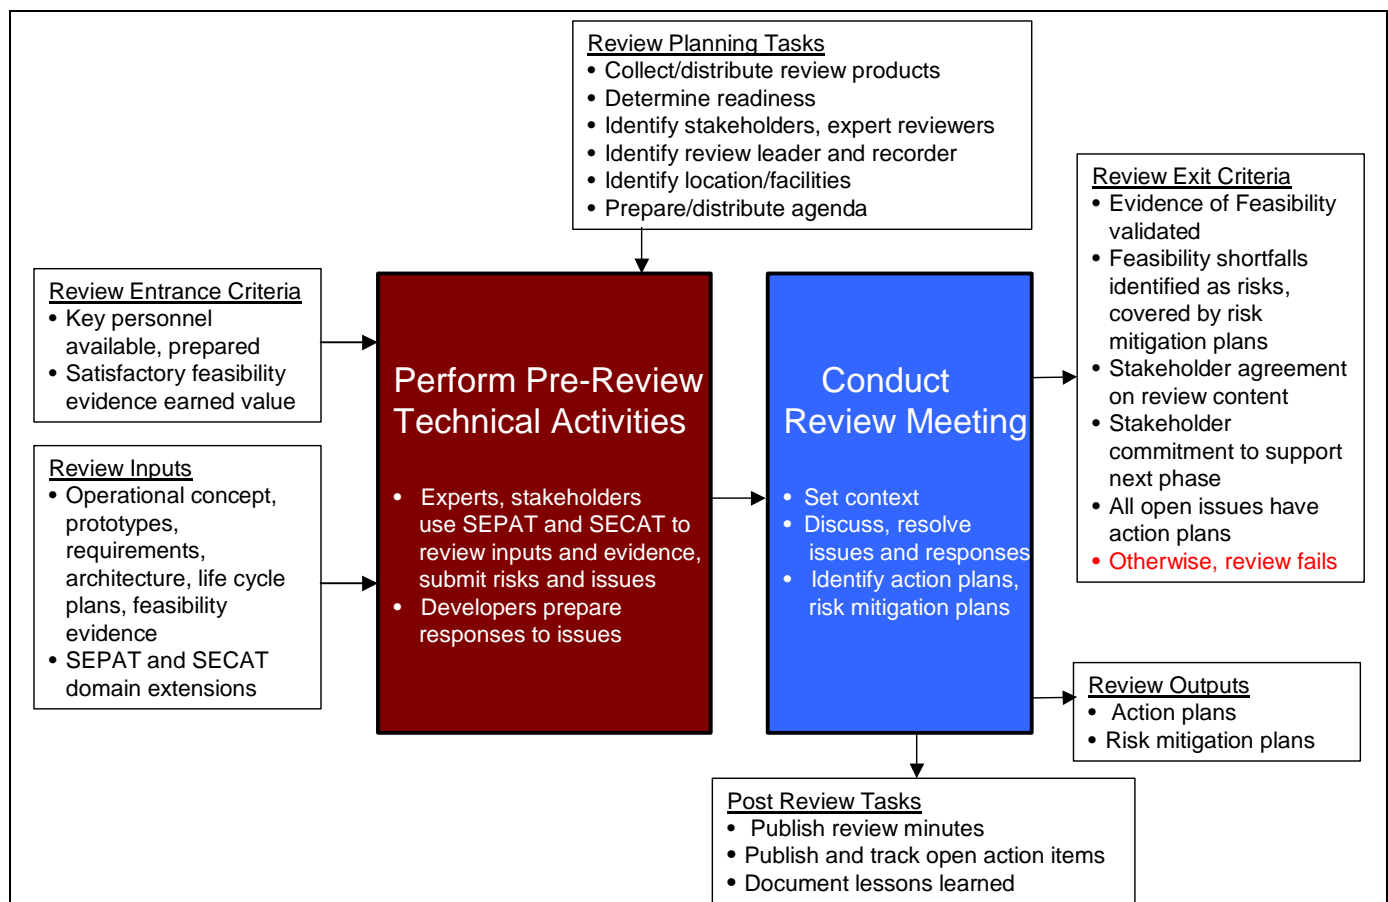 Review Planning Tasks
• Collect/distribute review products
• Determine readiness
• Identify stakeholders, expert reviewers
• Identify review leader and recorder
• Identify location/facilities
• Prepare/distribute agenda
Review Entrance Criteria
• Key personnel
available, prepared
• Satisfactory feasibility
evidence earned value
Review Inputs
• Operational concept,
prototypes,
requirements,
architecture, life cycle
plans, feasibility
evidence
• SEPAT and SECAT
domain extensions
Perform Pre-Review
Technical Activities
• Experts, stakeholders
use SEPAT and SECAT to
review inputs and evidence,
submit risks and issues
• Developers prepare
responses to issues
Conduct
Review Meeting
• Set context
• Discuss, resolve
issues and responses
• Identify action plans,
risk mitigation plans
Review Exit Criteria
• Evidence of Feasibility
validated
• Feasibility shortfalls
identified as risks,
covered by risk
mitigation plans
• Stakeholder agreement
on review content
• Stakeholder
commitment to support
next phase
• All open issues have
action plans
• Otherwise, review fails
Review Outputs
• Action plans
• Risk mitigation plans
Post Review Tasks
• Publish review minutes
• Publish and track open action items
• Document lessons learned